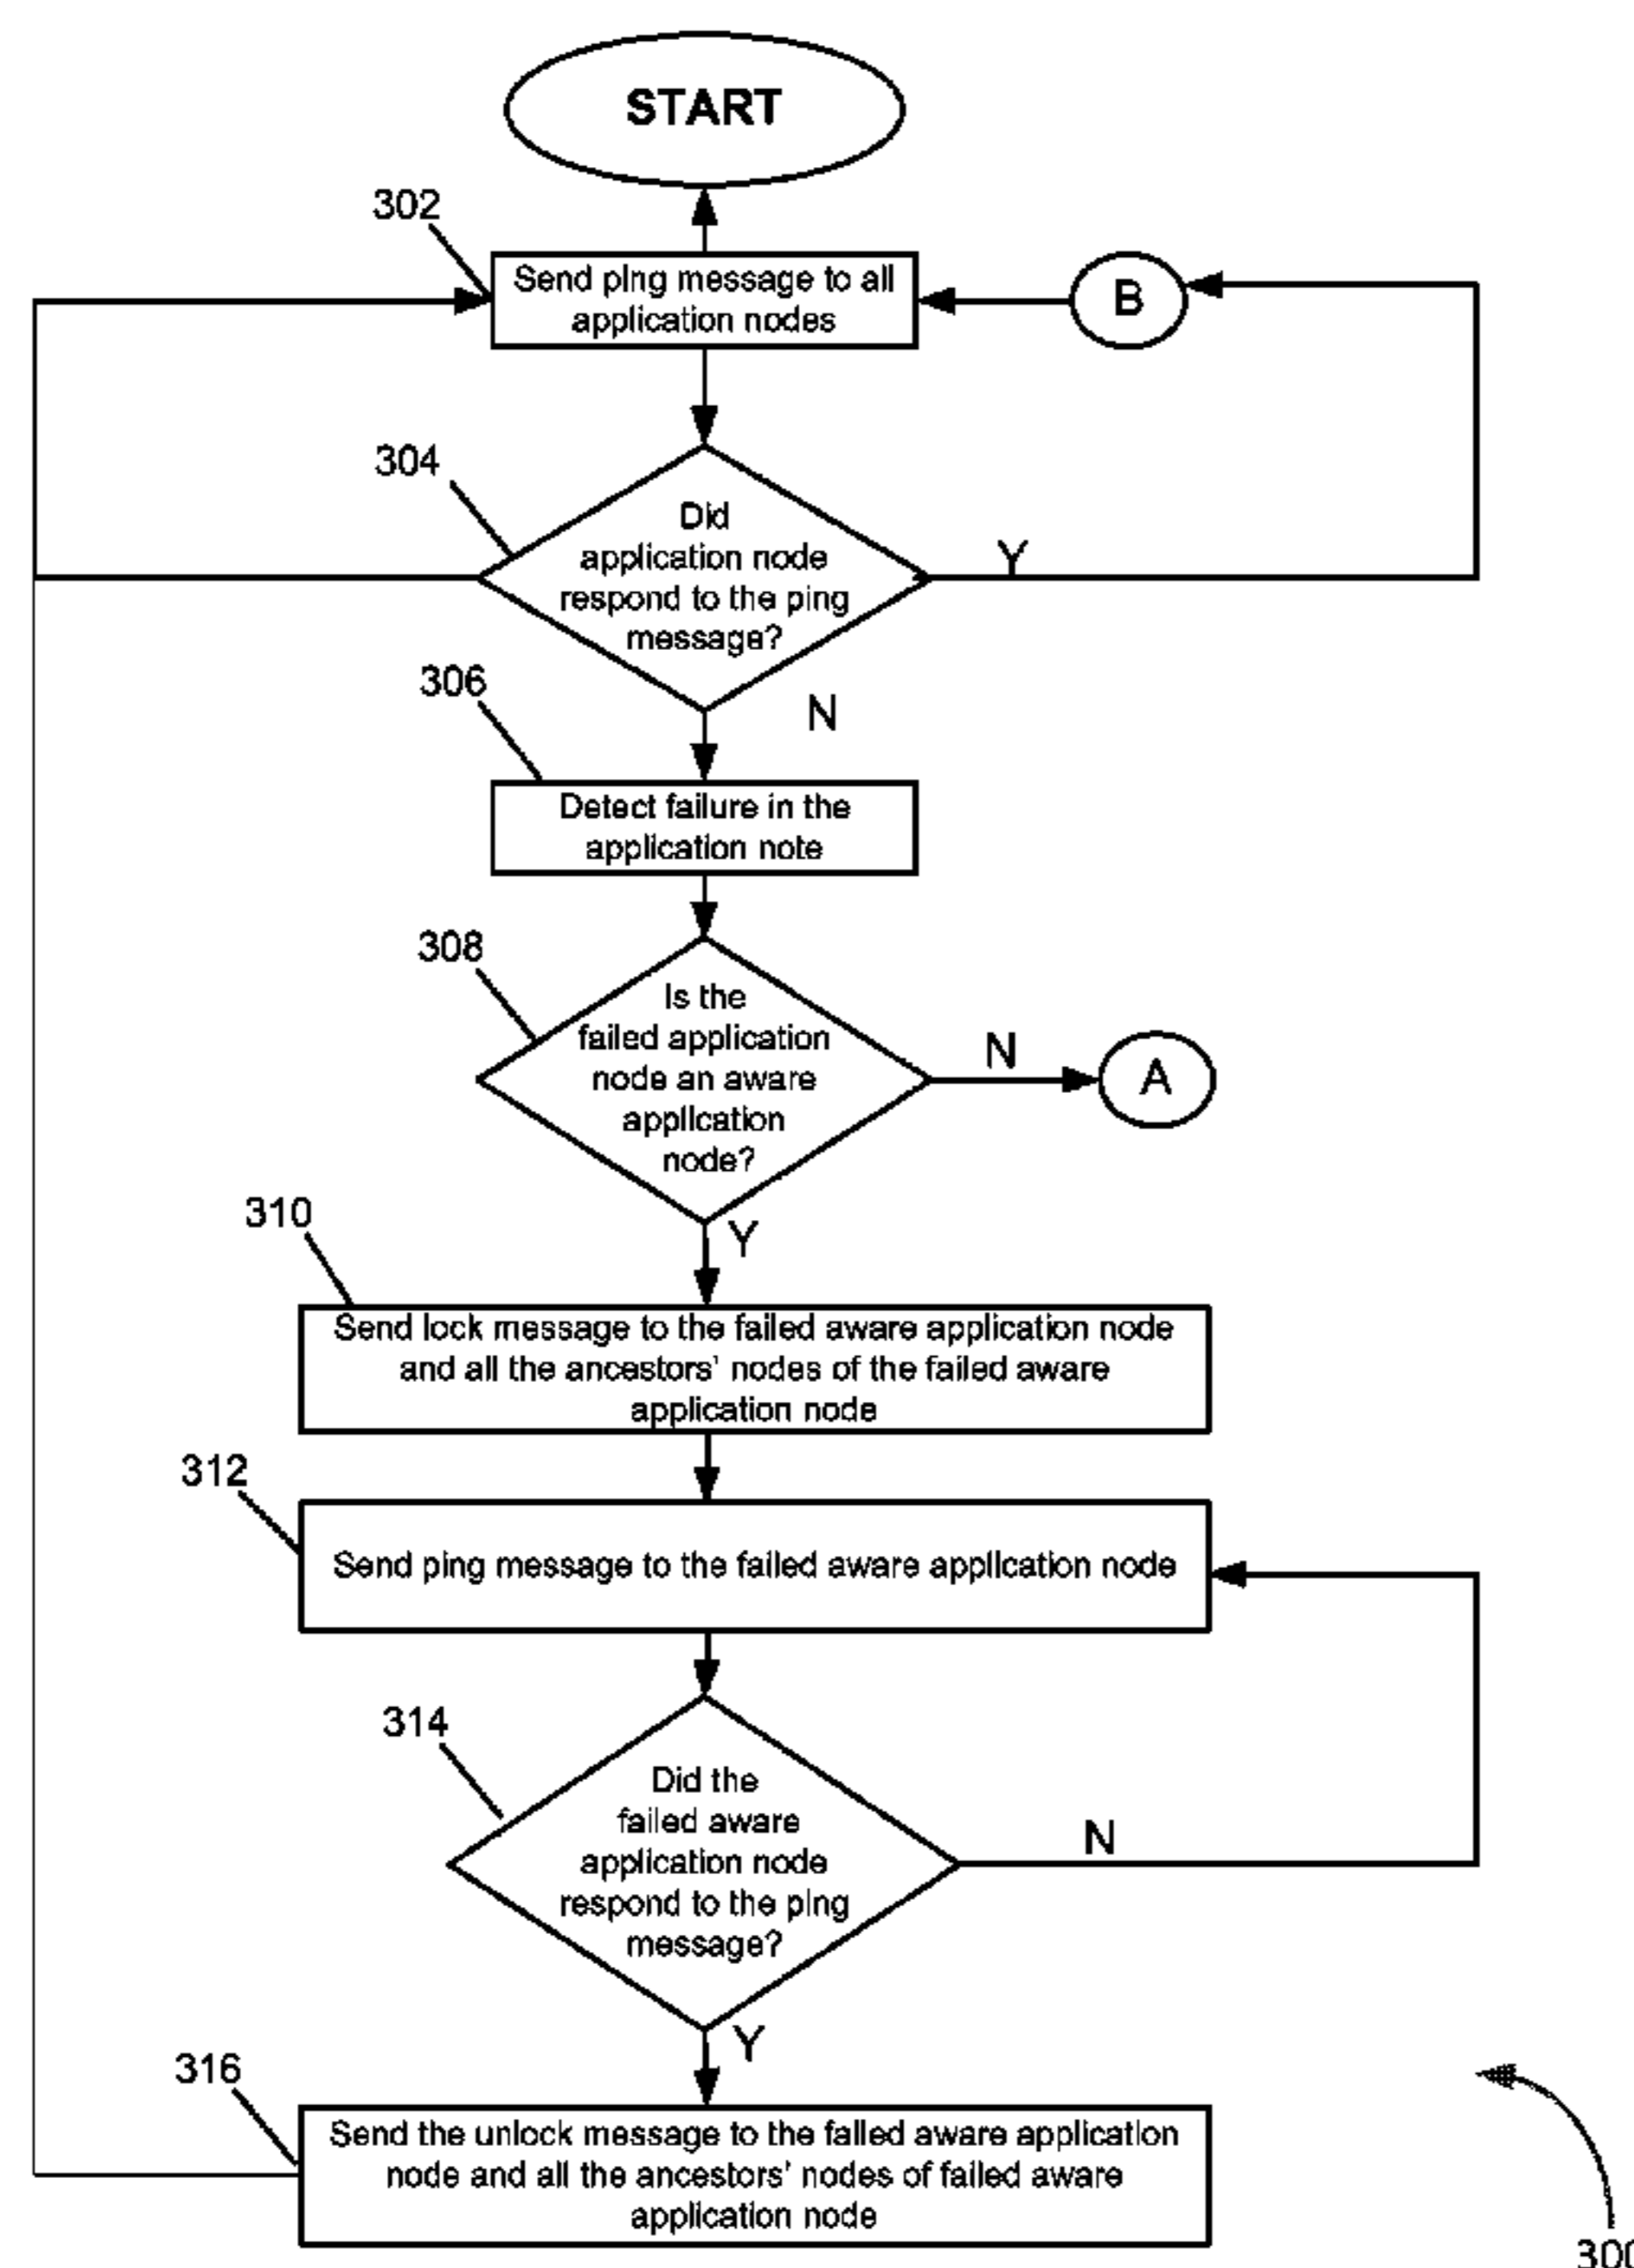 START
302
Send ping message to all
application nodes
B
304
Did
application node
respond to the ping
message?
Y
N
306
Detect failure in the
application note
308
Is the
failed application
node an aware
application
node?
N
A
Y
310
Send lock message to the failed aware application node
and all the ancestors' nodes of the failed aware
application node
312
Send ping message to the failed aware application node
314
Did the
failed aware
application node
respond to the ping
message?
N
Y
316
Send the unlock message to the failed aware application
node and all the ancestors' nodes of failed aware
application node
300